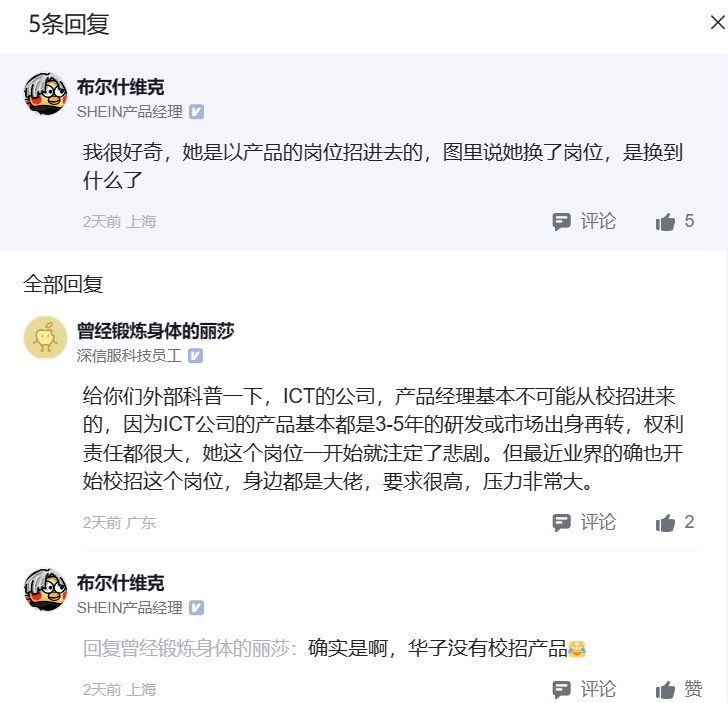 5条回复
布尔什维克
SHEIN产品经理
我很好奇，她是以产品的岗位招进去的，图里说她换了岗位，是换到
什么了
2天前 上海
评论
5
全部回复
曾经锻炼身体的丽莎
深信服科技员工
给你们外部科普一下，ICT的公司，产品经理基本不可能从校招进来
的，因为ICT公司的产品基本都是3-5年的研发或市场出身再转，权利
责任都很大，她这个岗位一开始就注定了悲剧。但最近业界的确也开
始校招这个岗位，身边都是大佬，要求很高，压力非常大。
2天前 广东
评论
2
布尔什维克
SHEIN产品经理
回复曾经锻炼身体的丽莎：确实是啊，华子没有校招产品😂
2天前 上海
评论
赞